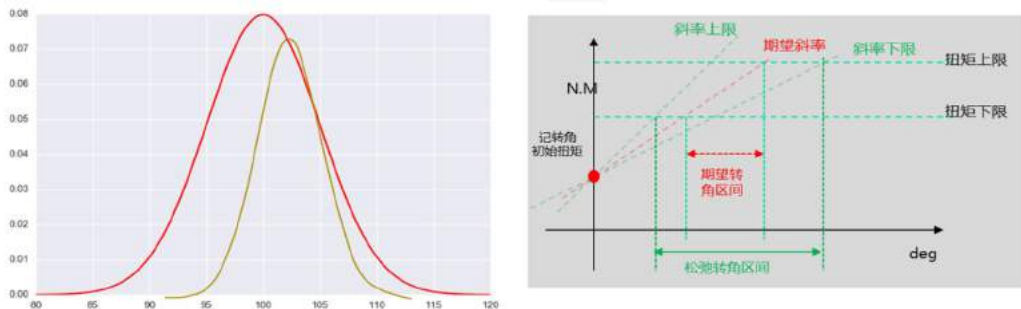 0.08
0.07
0.06
0.05
0.04
0.03
0.02
0.01
0.00
80 85 90 95 100 105 110 115 120
斜率上限
期望斜率
斜率下限
扭矩上限
N.M
扭矩下限
记转角
初始扭矩
期望转
角区间
deg
松弛转角区间